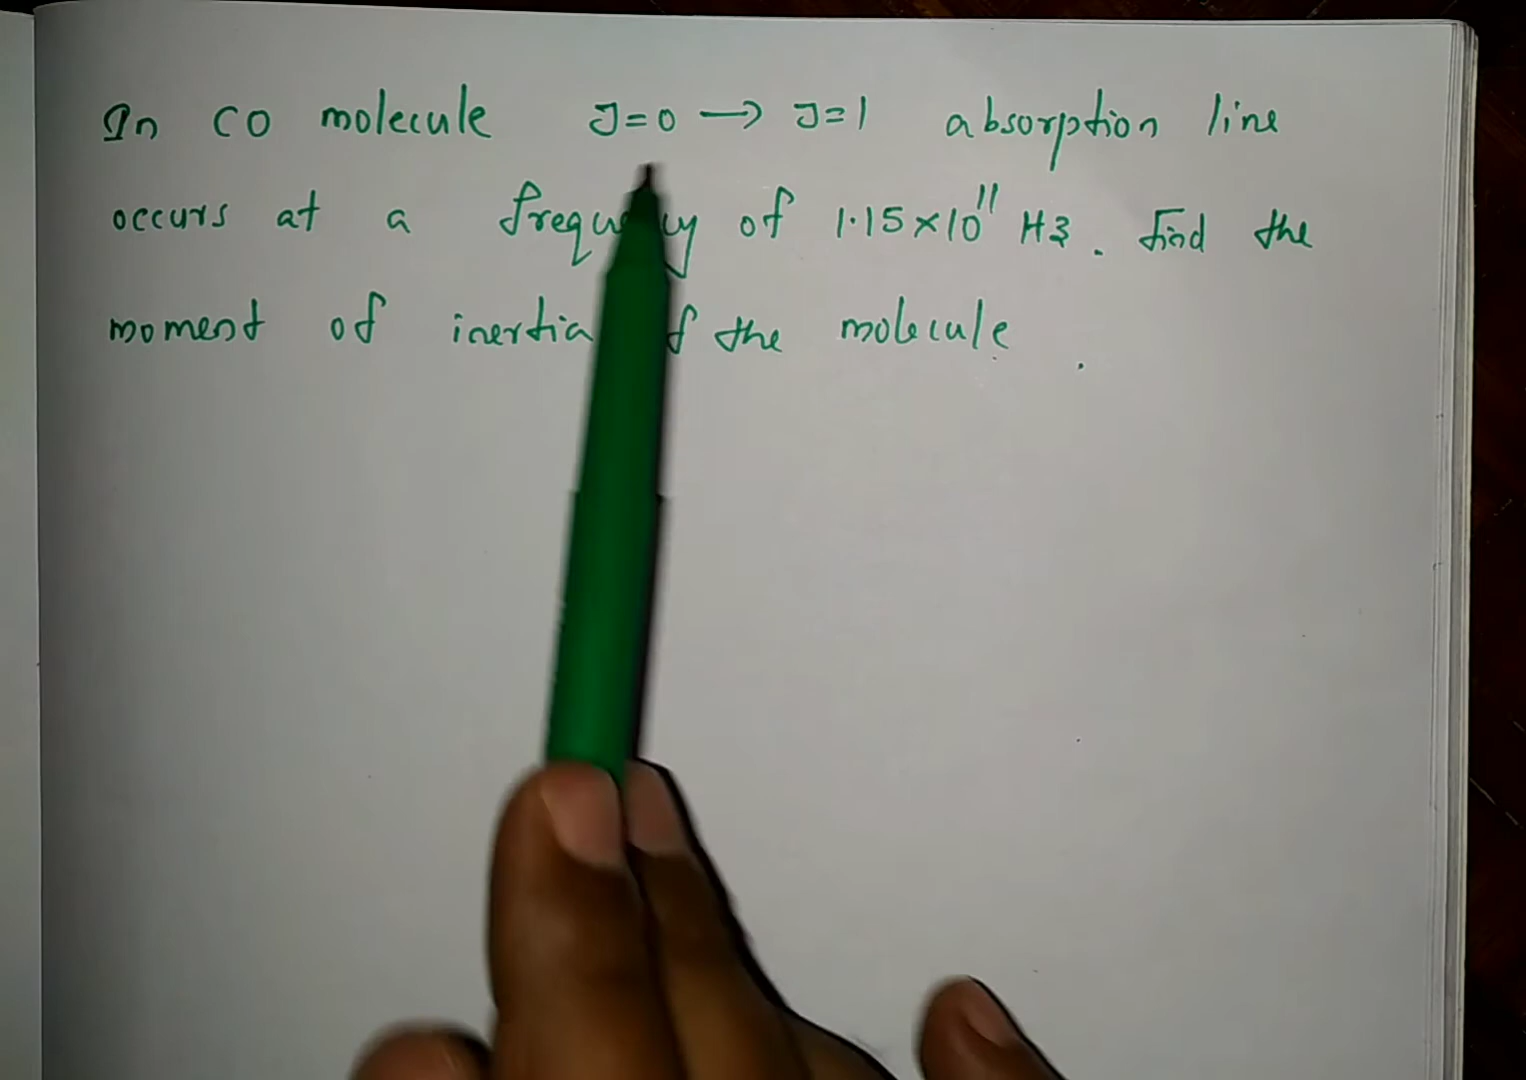 In CO molecule J=0 → J=1 absorption line
occurs at a of 1.15×10¹¹ Hz. Find the
moment of inertia the molecule.